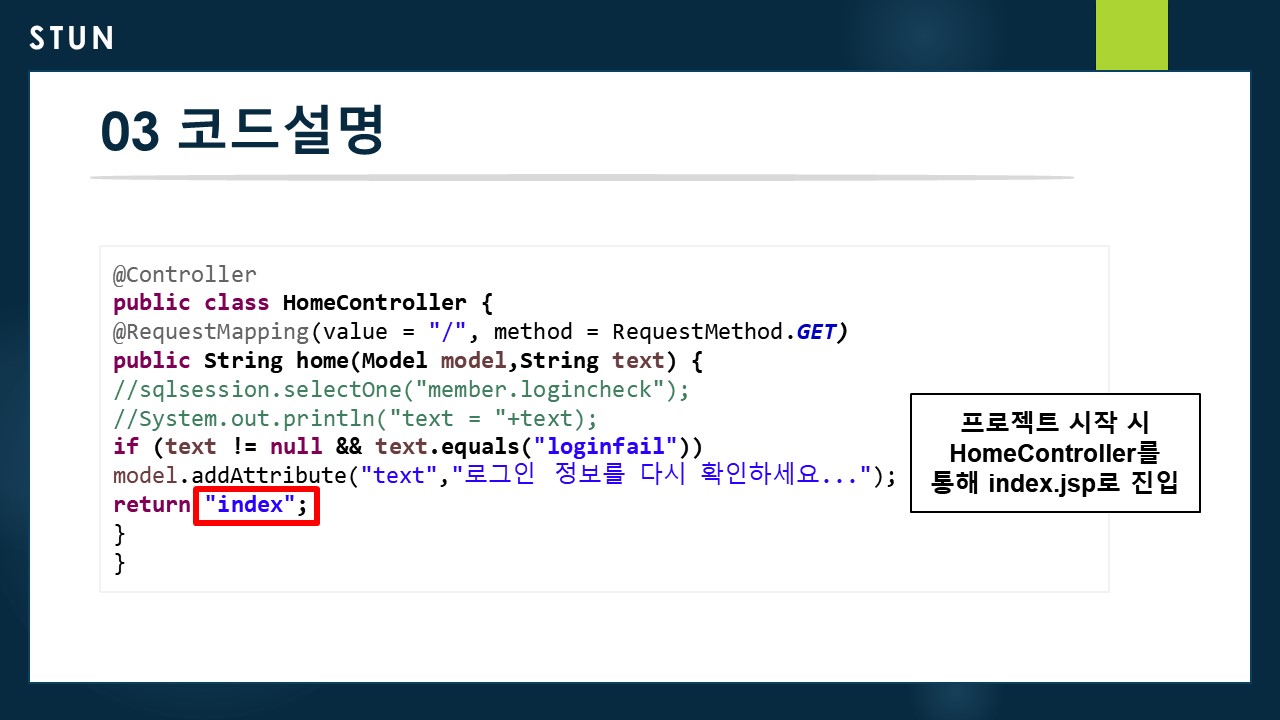 STUN
03 코드설명
@Controller
public class HomeController {
@RequestMapping(value = "/", method = RequestMethod.GET)
public String home(Model model,String text) {
//sqlsession.selectOne("member.logincheck");
//System.out.println("text = "+text);
if (text != null && text.equals("loginfail"))
model.addAttribute("text","로그인 정보를 다시 확인하세요...");
return "index";
}
}
프로젝트 시작 시
HomeController를
통해 index.jsp로 진입